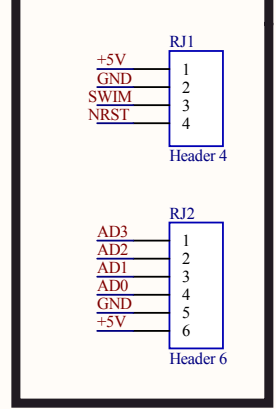 RJ1
+5V 1
GND 2
SWIM 3
NRST 4
Header 4
RJ2
AD3 1
AD2 2
AD1 3
AD0 4
GND 5
+5V 6
Header 6